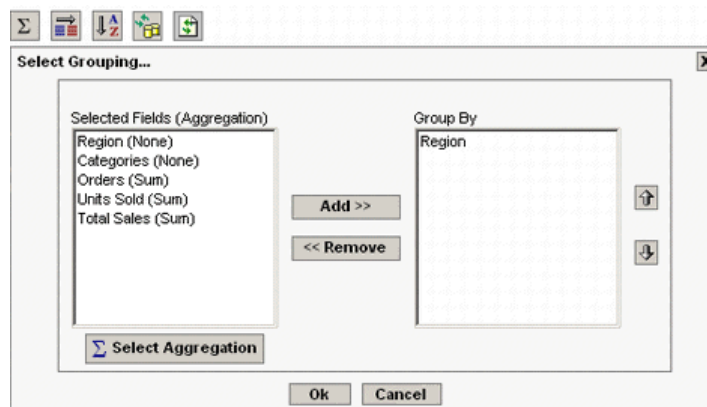 Select Grouping...
Selected Fields (Aggregation)
Region (None)
Categories (None)
Orders (Sum)
Units Sold (Sum)
Total Sales (Sum)
Σ Select Aggregation
Add >>
<< Remove
Group By
Region
Ok
Cancel